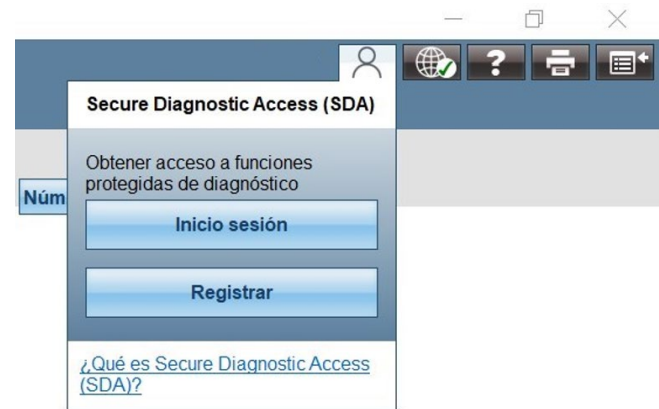 Secure Diagnostic Access (SDA)
Obtener acceso a funciones
protegidas de diagnóstico
Núm
Inicio sesión
Registrar
¿Qué es Secure Diagnostic Access
(SDA)?